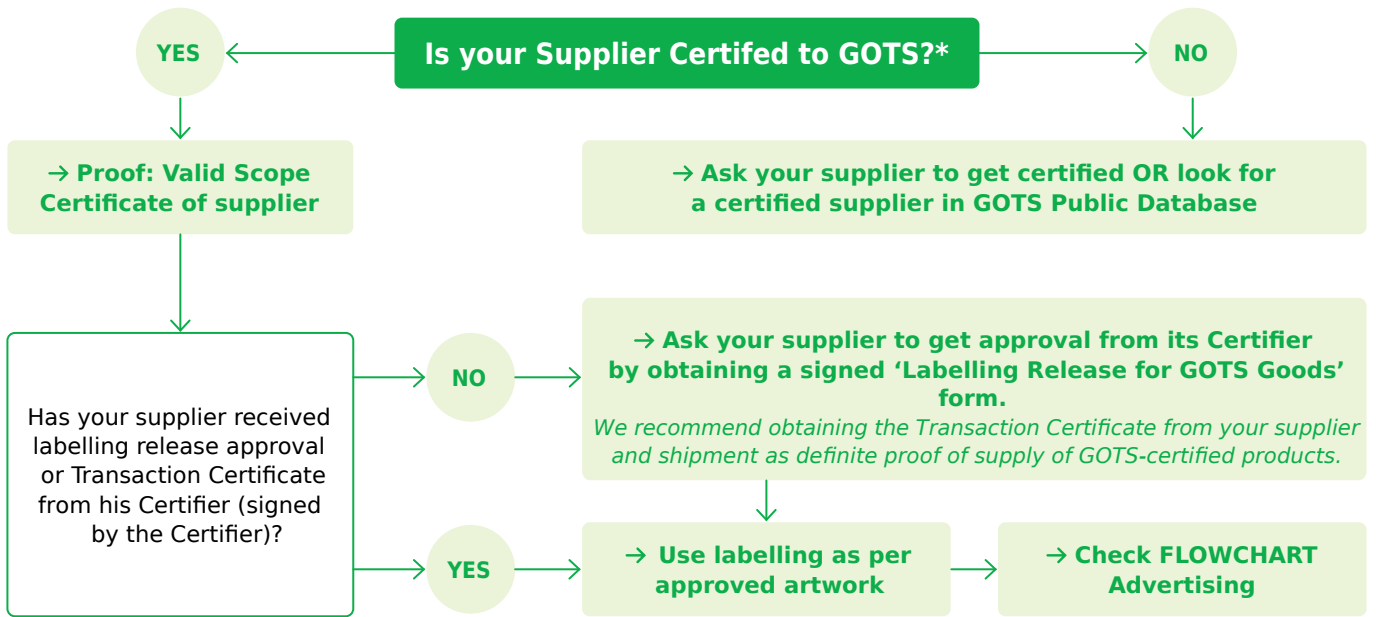 YES
Is your Supplier Certifed to GOTS?*
NO
→ Proof: Valid Scope
Certificate of supplier
→ Ask your supplier to get certified OR look for
a certified supplier in GOTS Public Database
Has your supplier received
labelling release approval
or Transaction Certificate
from his Certifier (signed
by the Certifier)?
NO
→ Ask your supplier to get approval from its Certifier
by obtaining a signed ‘Labelling Release for GOTS Goods’
form.
We recommend obtaining the Transaction Certificate from your supplier
and shipment as definite proof of supply of GOTS-certified products.
YES
→ Use labelling as per
approved artwork
→ Check FLOWCHART
Advertising